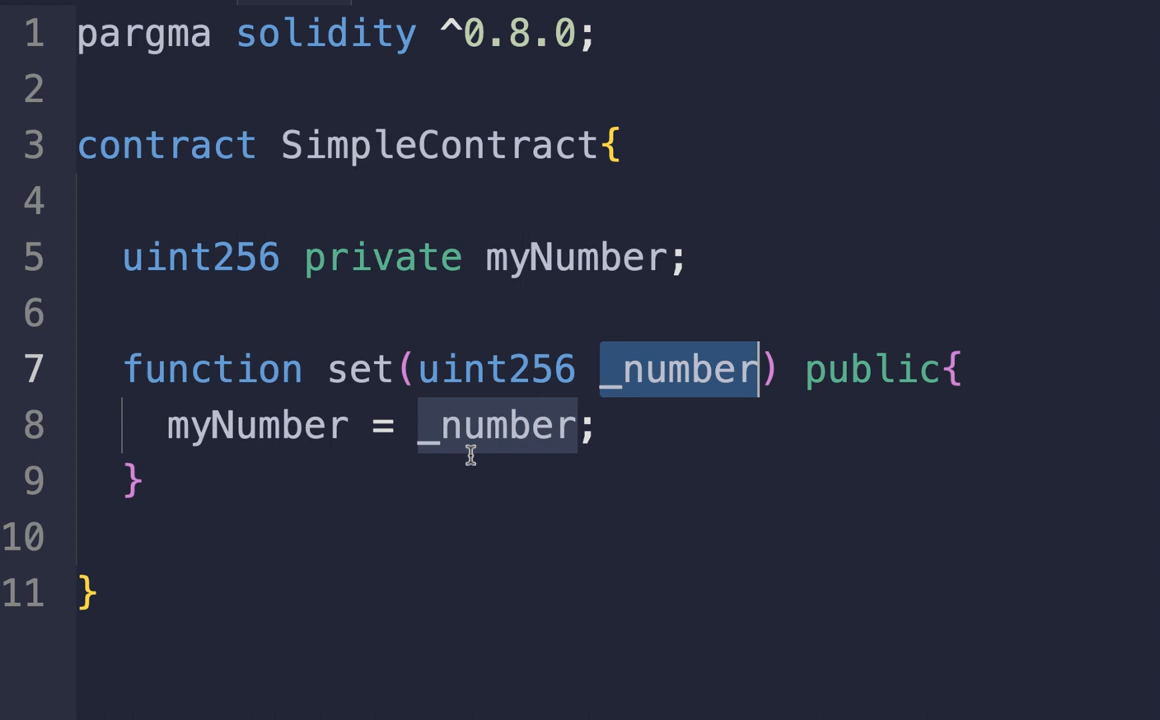 1 pargma solidity ^0.8.0;
2
3 contract SimpleContract{
4
5 uint256 private myNumber;
6
7 function set(uint256 _number) public{
8 myNumber = _number;
9 }
10
11 }